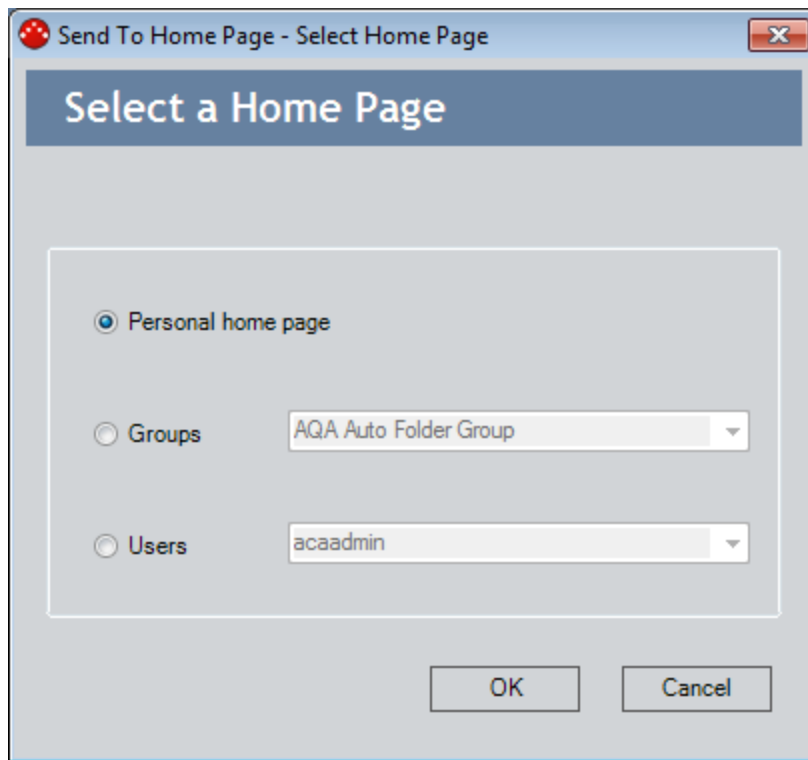 Send To Home Page - Select Home Page
Select a Home Page
Personal home page
Groups AQA Auto Folder Group
Users acaadmin
OK Cancel